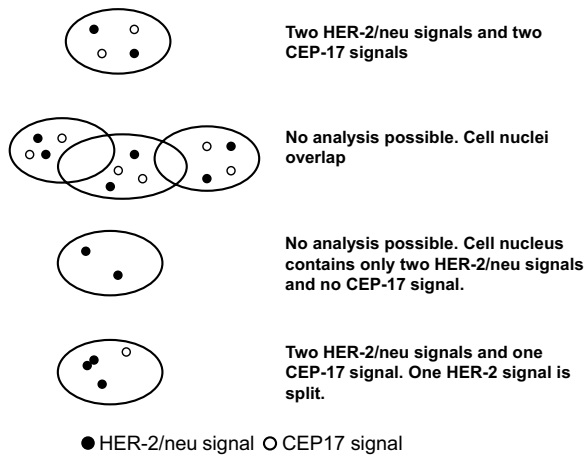 Two HER-2/neu signals and two
CEP-17 signals
No analysis possible. Cell nuclei
overlap
No analysis possible. Cell nucleus
contains only two HER-2/neu signals
and no CEP-17 signal.
Two HER-2/neu signals and one
CEP-17 signal. One HER-2 signal is
split.
HER-2/neu signal CEP17 signal